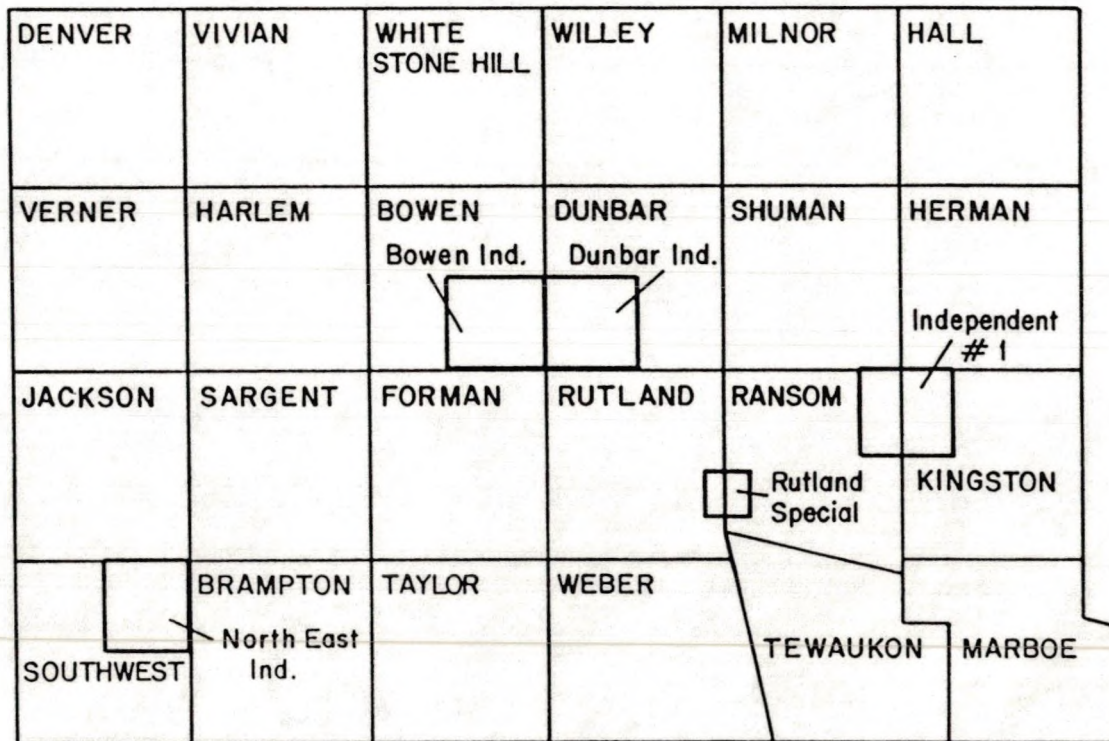 DENVER
VIVIAN
WHITE
STONE HILL
WILLEY
MILNOR
HALL
VERNER
HARLEM
BOWEN
DUNBAR
SHUMAN
HERMAN
Bowen Ind.
Dunbar Ind.
Independent
# 1
JACKSON
SARGENT
FORMAN
RUTLAND
RANSOM
KINGSTON
Rutland
Special
BRAMPTON
TAYLOR
WEBER
North East
Ind.
SOUTHWEST
TEWAUKON
MARBOE